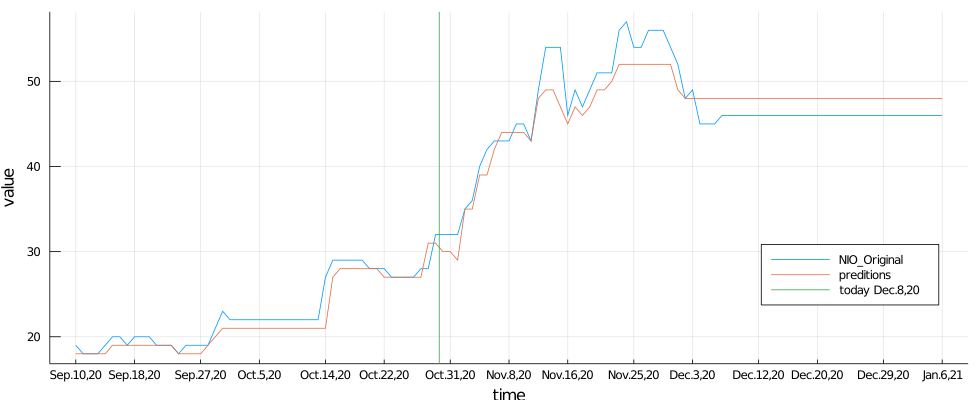 value
50
40
30
20
NIO_Original
preditions
today Dec.8,20
Sep.10,20 Sep.18,20 Sep.27,20 Oct.5,20 Oct.14,20 Oct.22,20 Oct.31,20 Nov.8,20 Nov.16,20 Nov.25,20 Dec.3,20 Dec.12,20 Dec.20,20 Dec.29,20 Jan.6,21
time